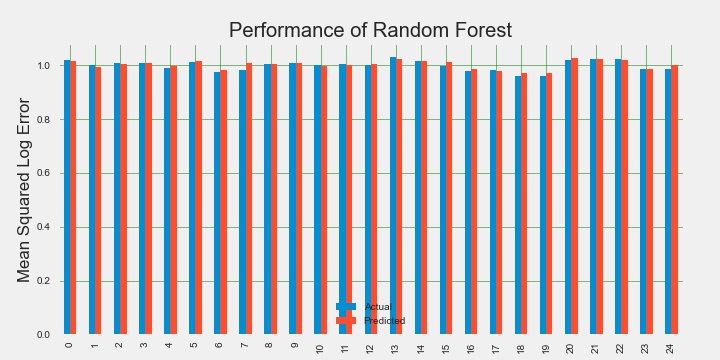 Performance of Random Forest
Mean Squared Log Error
1.0
0.8
0.6
0.4
0.2
0.0
Actual
Predicted
0 1 2 3 4 5 6 7 8 9 10 11 12 13 14 15 16 17 18 19 20 21 22 23 24